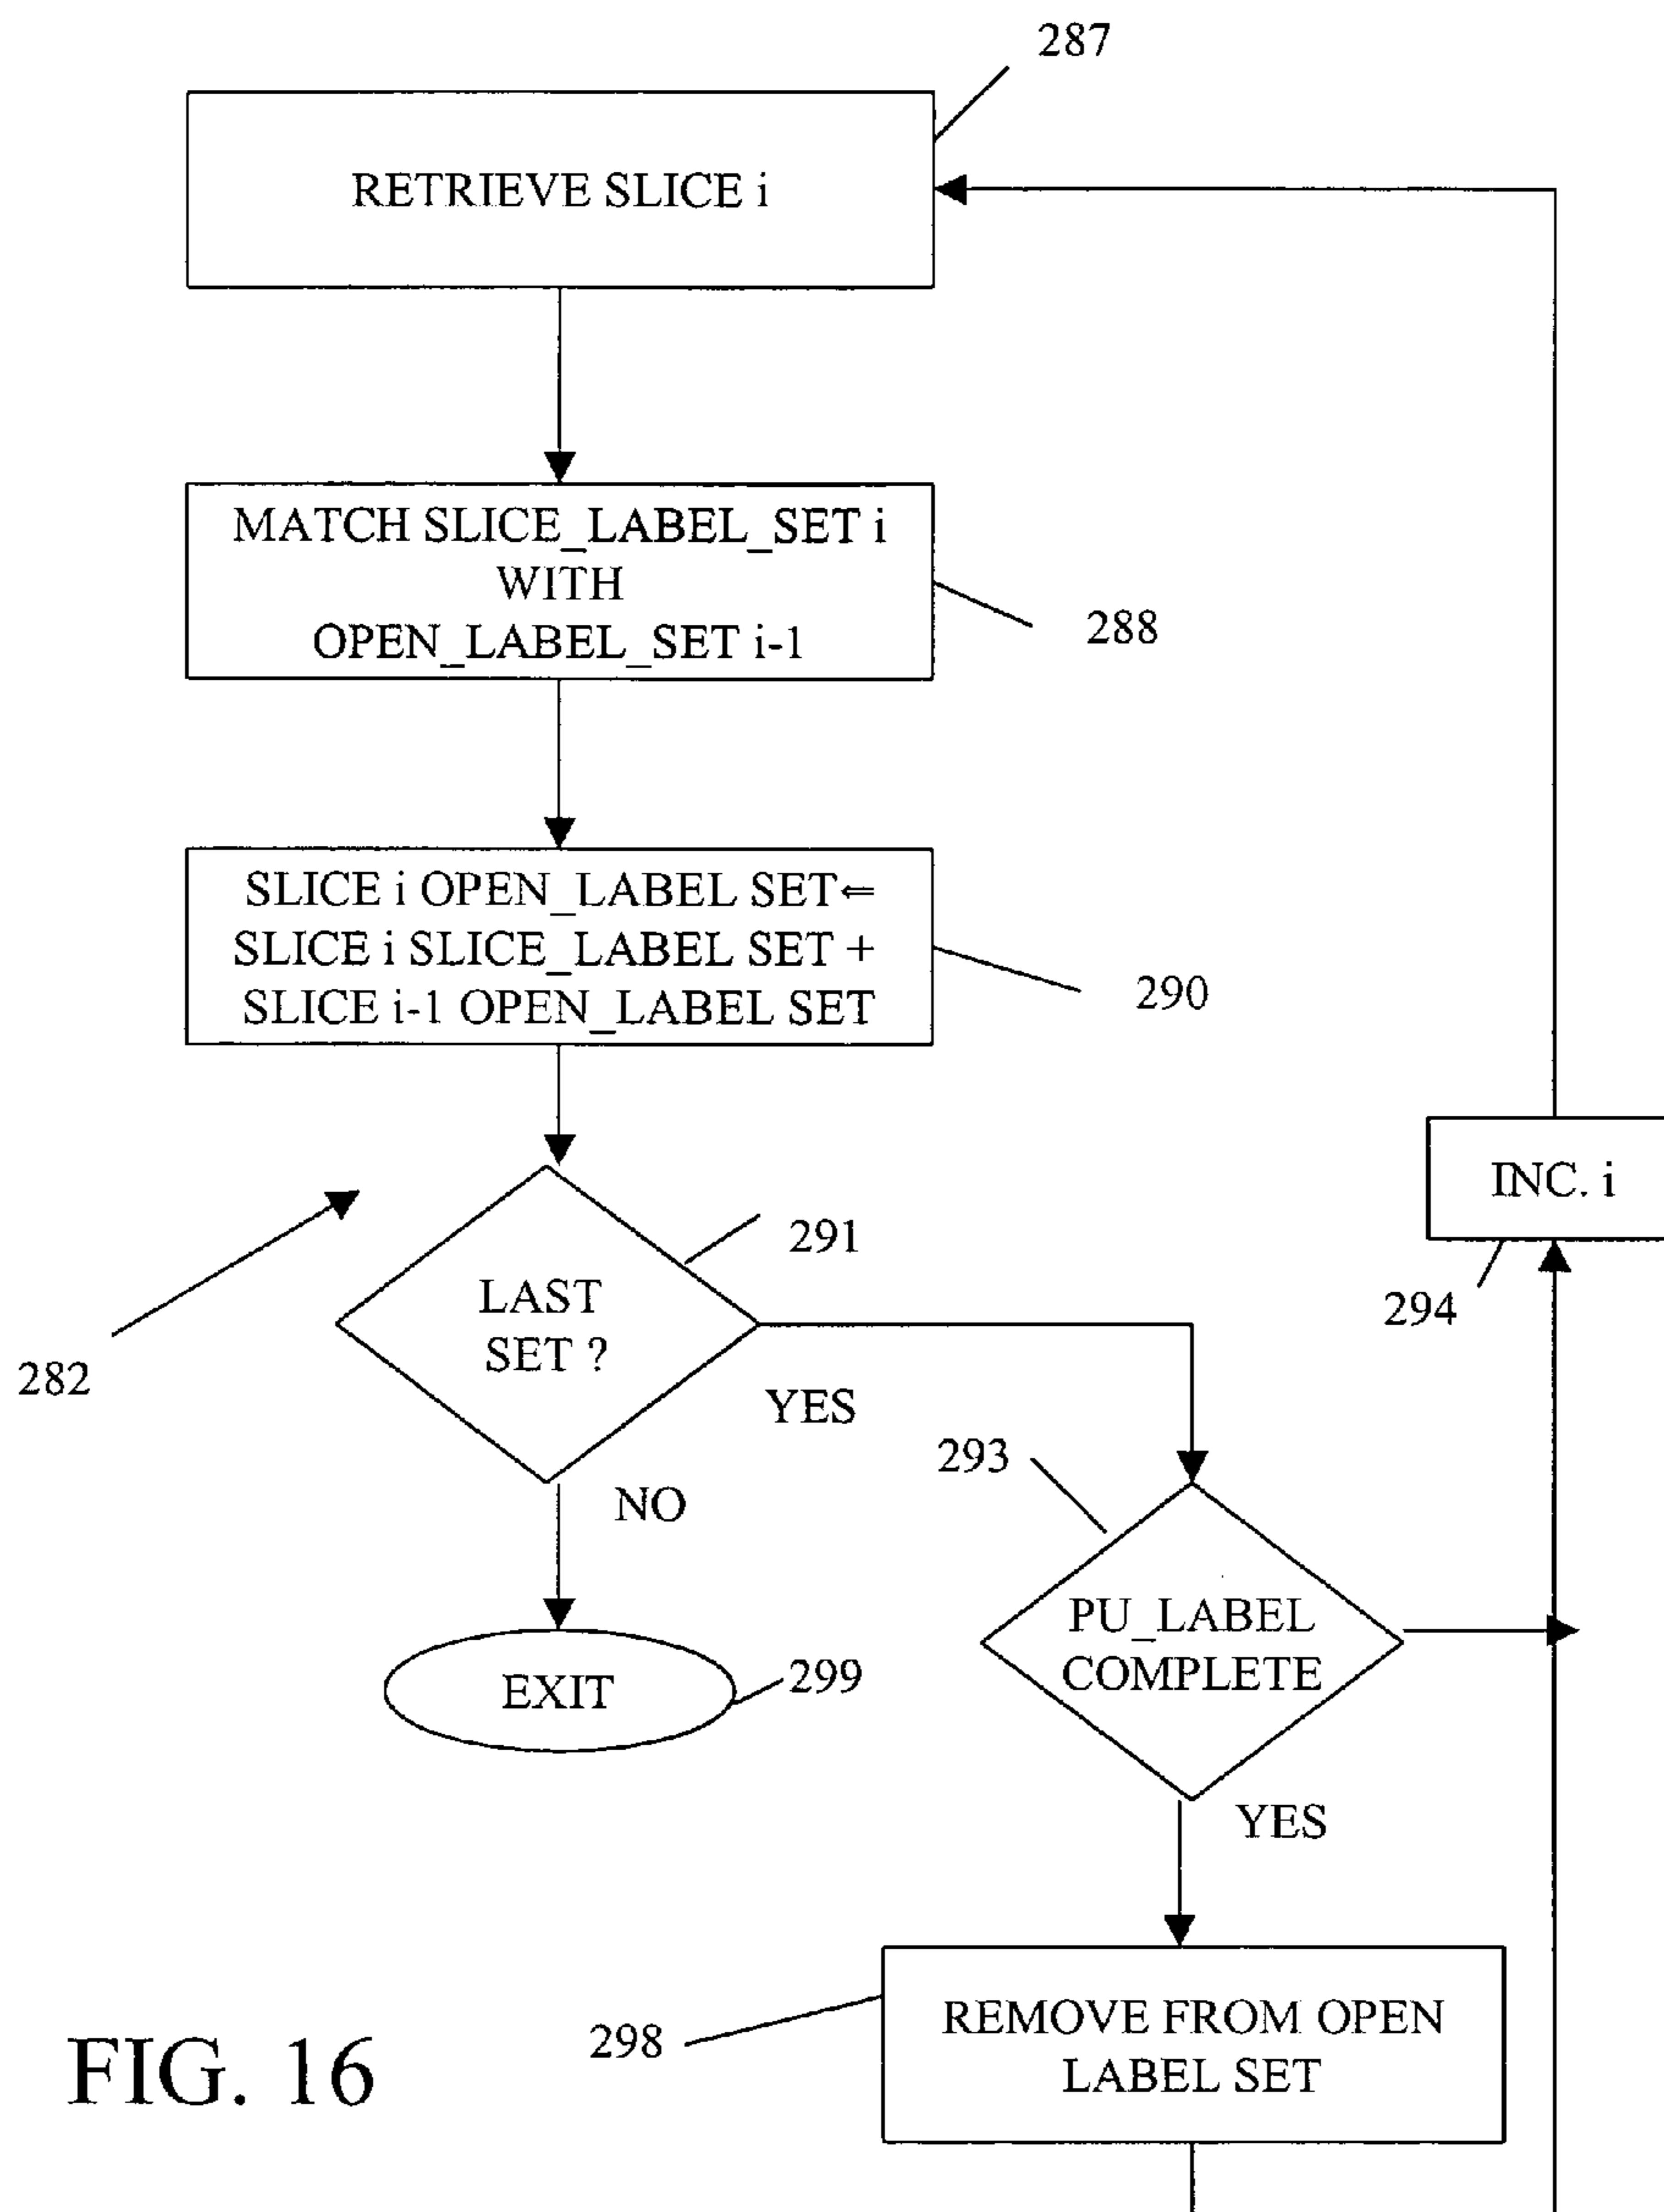 287
RETRIEVE SLICE i
MATCH SLICE_LABEL_SET i
WITH
OPEN_LABEL_SET i-1
288
SLICE i OPEN_LABEL SET⇐
SLICE i SLICE_LABEL SET +
SLICE i-1 OPEN_LABEL SET
290
INC. i
294
291
LAST
SET ?
282
YES
NO
293
PU_LABEL
COMPLETE
EXIT
299
YES
REMOVE FROM OPEN
LABEL SET
298
FIG. 16